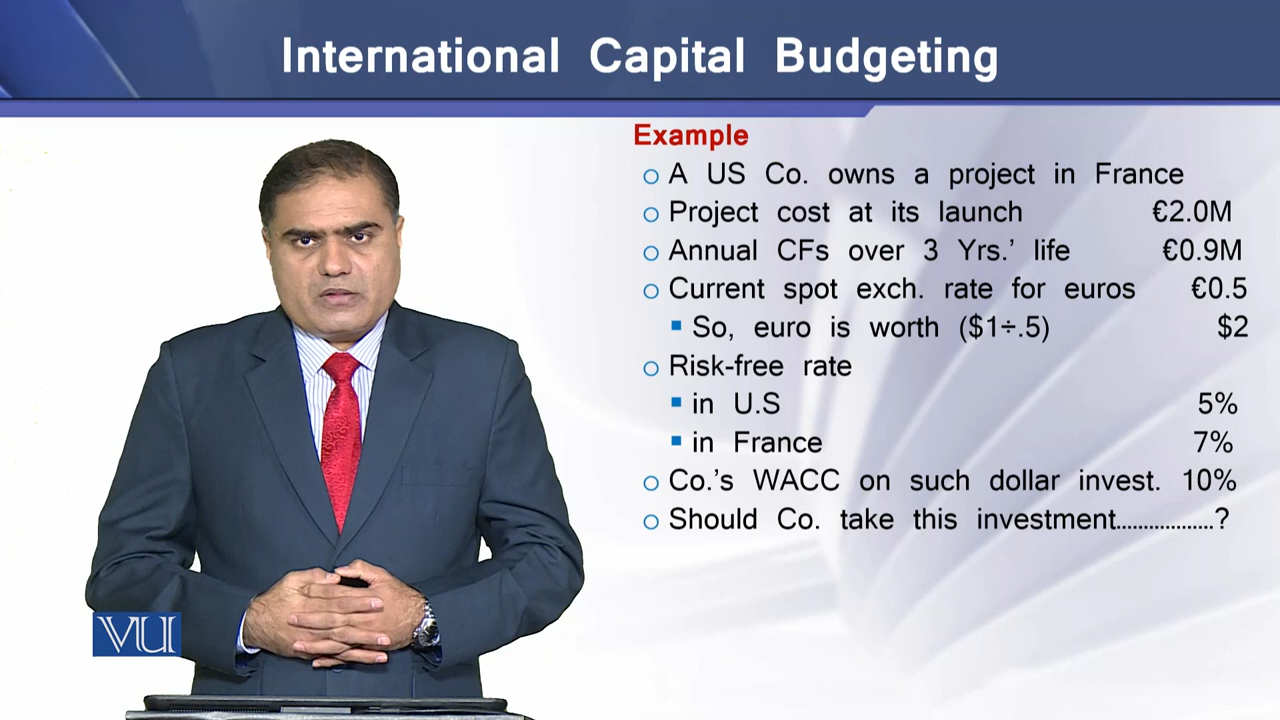 International Capital Budgeting
Example
A US Co. owns a project in France
Project cost at its launch €2.0M
Annual CFs over 3 Yrs.' life €0.9M
Current spot exch. rate for euros €0.5
So, euro is worth ($1÷.5) $2
Risk-free rate
in U.S 5%
in France 7%
Co.'s WACC on such dollar invest. 10%
Should Co. take this investment..................?
VU